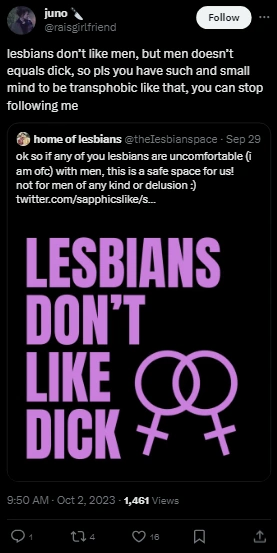 juno
@raisgirlfriend
Follow
lesbians don't like men, but men doesn't
equals dick, so pls you have such and small
mind to be transphobic like that, you can stop
following me
home of lesbians @thelesbianspace · Sep 29
ok so if any of you lesbians are uncomfortable (i
am ofc) with men, this is a safe space for us!
not for men of any kind or delusion :)
twitter.com/sapphicslike/s...
LESBIANS
DON'T
LIKE
DICK
9:50 AM · Oct 2, 2023 · 1,461 Views
1 4 16